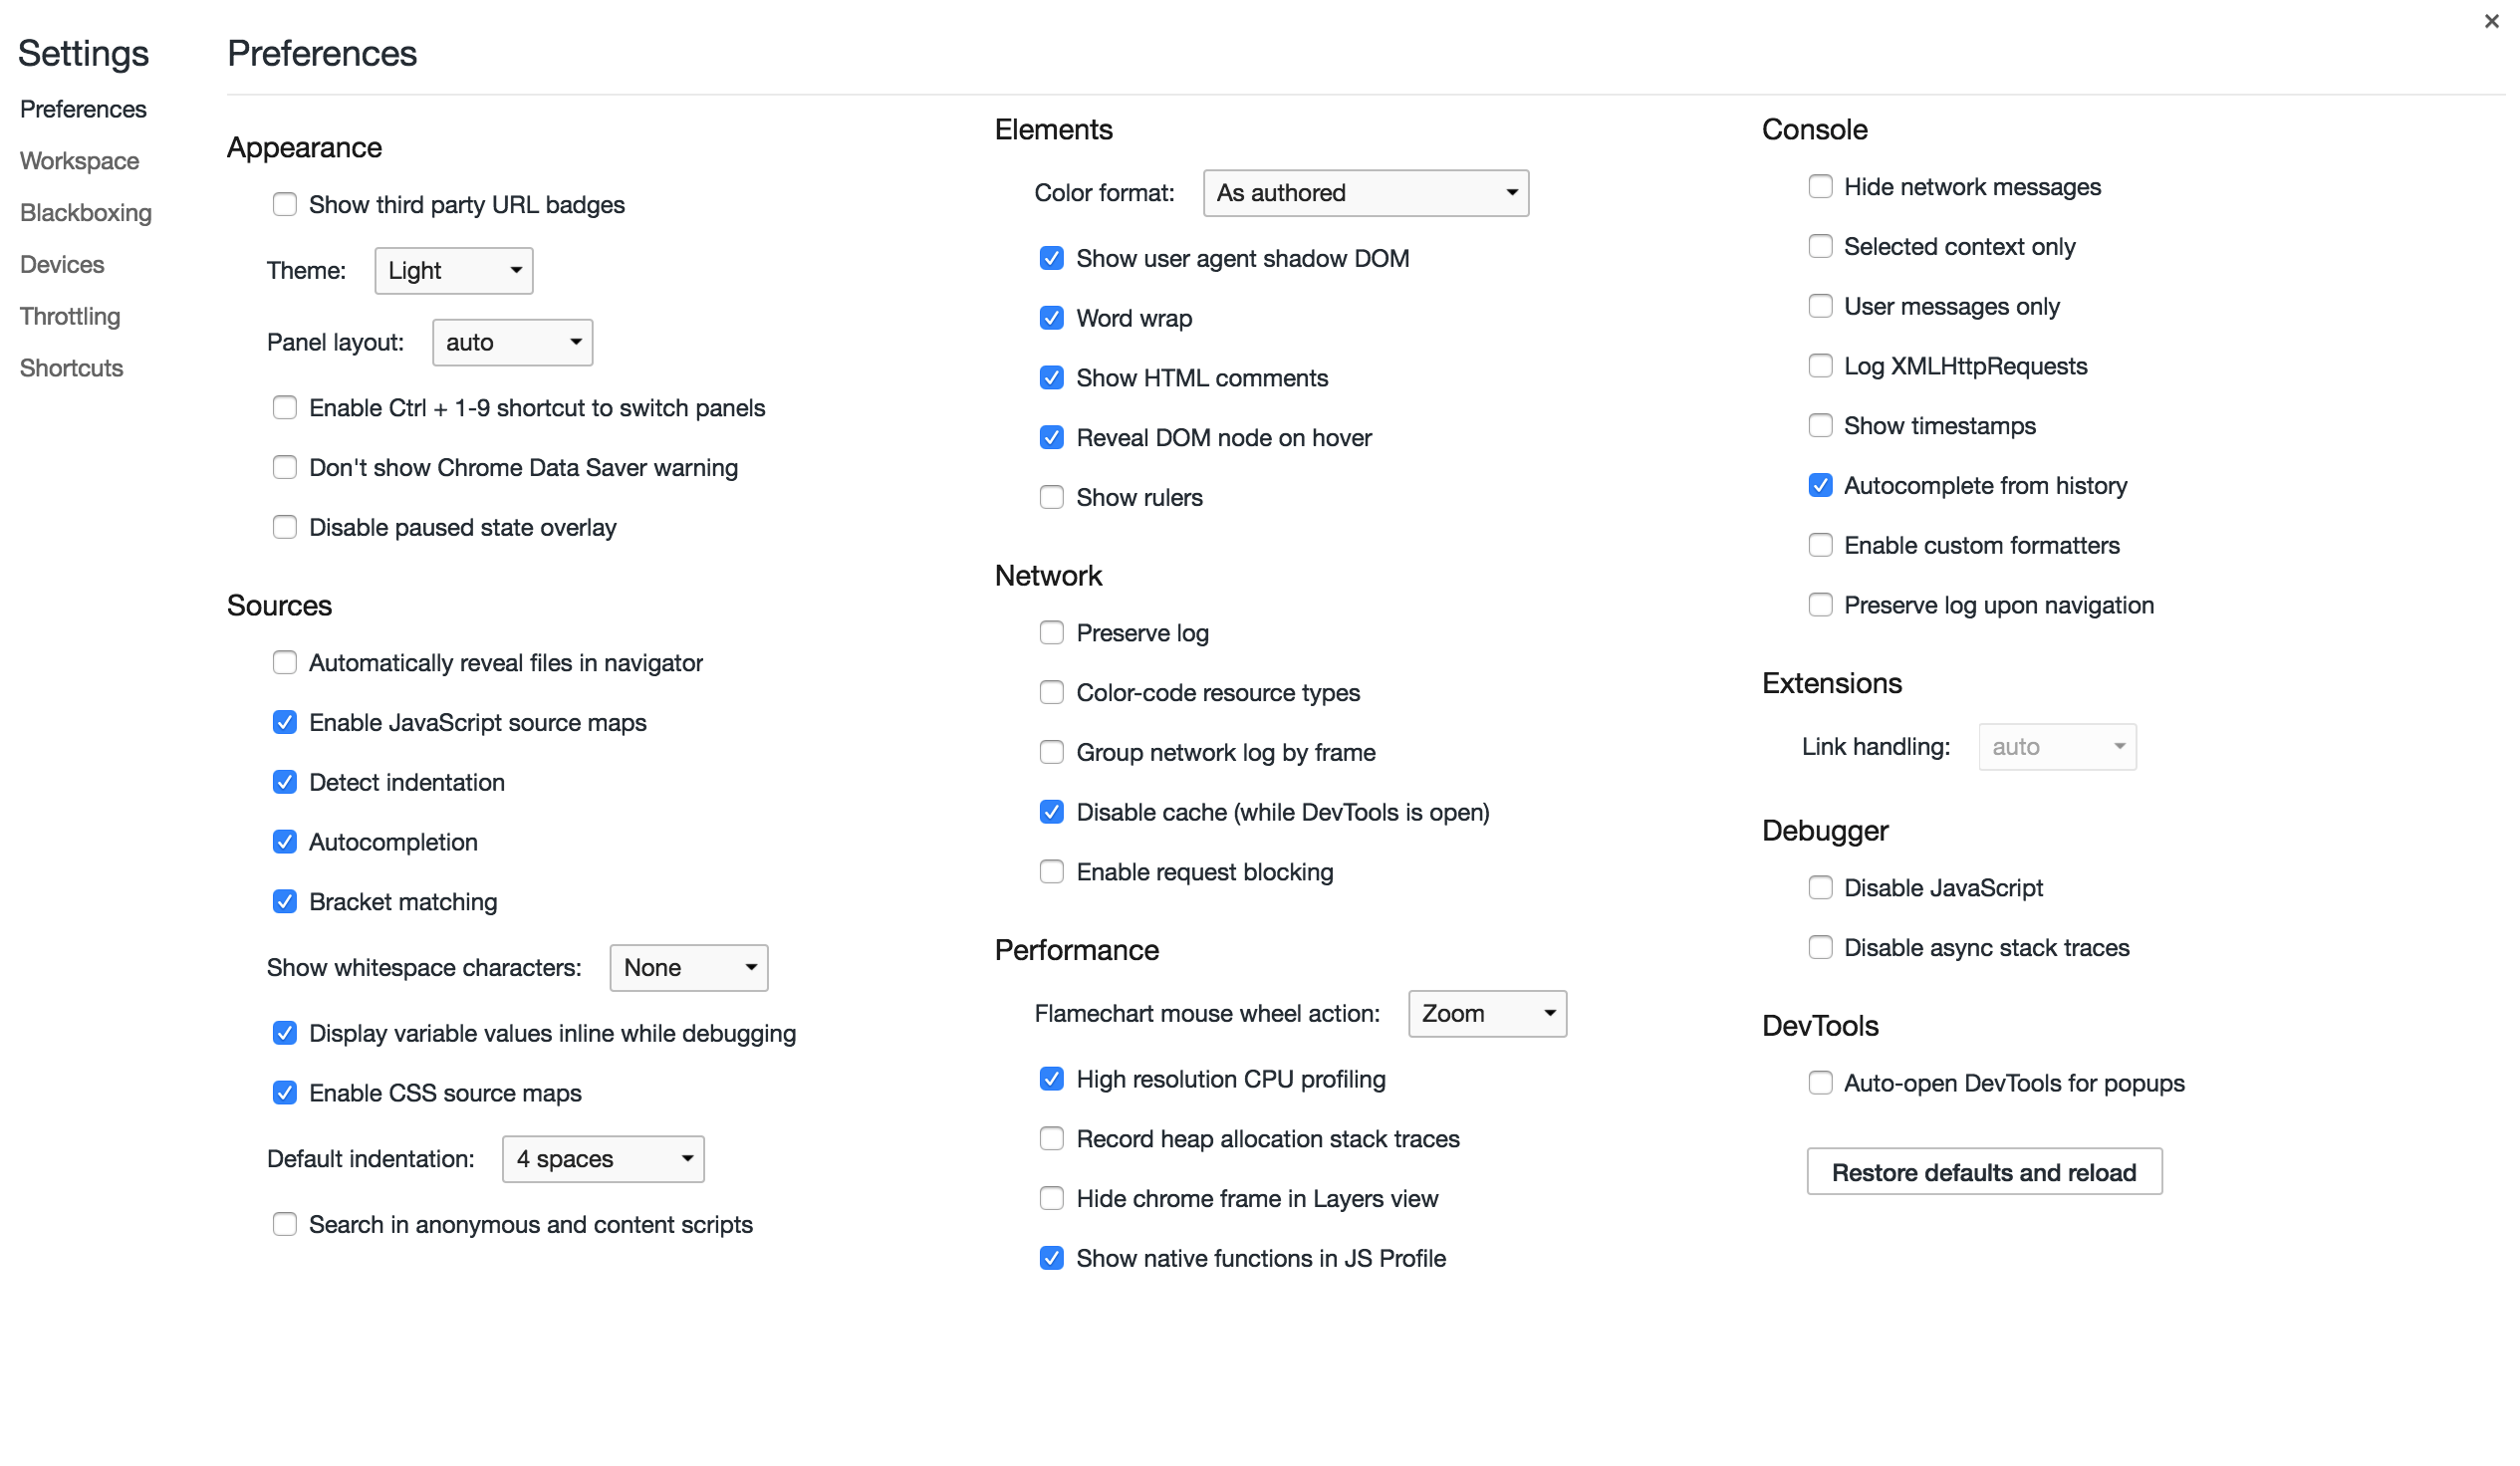 ×
Settings
Preferences
Workspace
Blackboxing
Devices
Throttling
Shortcuts
Preferences
Appearance
Show third party URL badges
Theme: Light
Panel layout: auto
Enable Ctrl + 1-9 shortcut to switch panels
Don't show Chrome Data Saver warning
Disable paused state overlay
Sources
Automatically reveal files in navigator
Enable JavaScript source maps
Detect indentation
Autocompletion
Bracket matching
Show whitespace characters: None
Display variable values inline while debugging
Enable CSS source maps
Default indentation: 4 spaces
Search in anonymous and content scripts
Elements
Color format: As authored
Show user agent shadow DOM
Word wrap
Show HTML comments
Reveal DOM node on hover
Show rulers
Network
Preserve log
Color-code resource types
Group network log by frame
Disable cache (while DevTools is open)
Enable request blocking
Performance
Flamechart mouse wheel action: Zoom
High resolution CPU profiling
Record heap allocation stack traces
Hide chrome frame in Layers view
Show native functions in JS Profile
Console
Hide network messages
Selected context only
User messages only
Log XMLHttpRequests
Show timestamps
Autocomplete from history
Enable custom formatters
Preserve log upon navigation
Extensions
Link handling: auto
Debugger
Disable JavaScript
Disable async stack traces
DevTools
Auto-open DevTools for popups
Restore defaults and reload